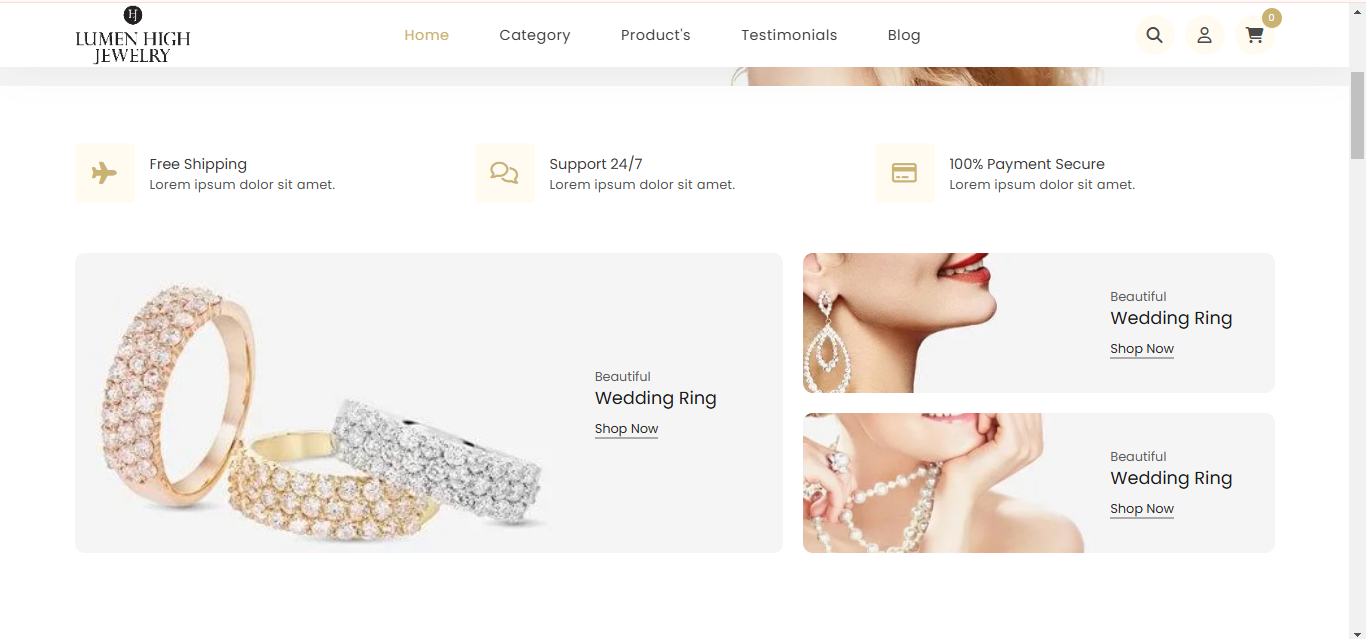 LUMEN HIGH
JEWELRY
Home
Category
Product's
Testimonials
Blog
0
Free Shipping
Lorem ipsum dolor sit amet.
Support 24/7
Lorem ipsum dolor sit amet.
100% Payment Secure
Lorem ipsum dolor sit amet.
Beautiful
Wedding Ring
Shop Now
Beautiful
Wedding Ring
Shop Now
Beautiful
Wedding Ring
Shop Now